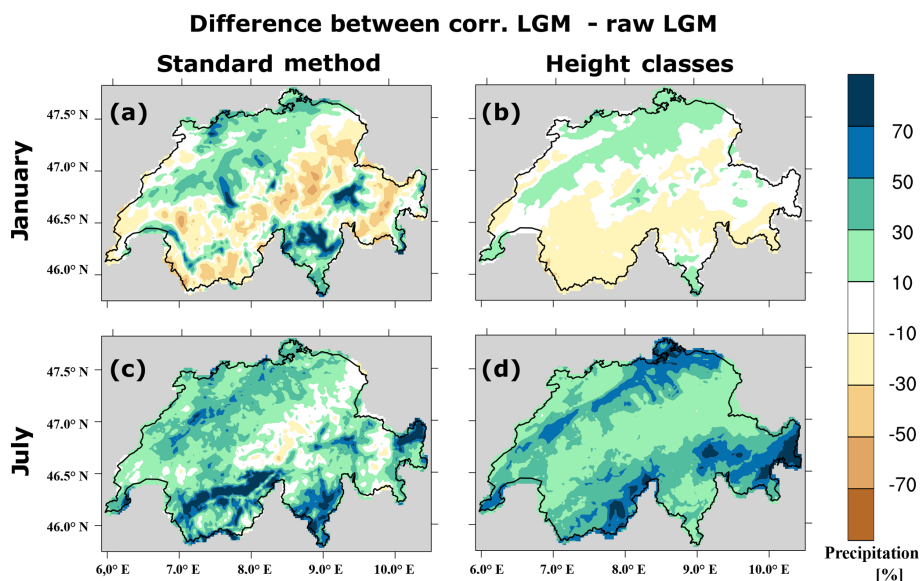 Difference between corr. LGM - raw LGM
Standard method
Height classes
January
July
(a)
(b)
(c)
(d)
47.5° N
47.0° N
46.5° N
46.0° N
47.5° N
47.0° N
46.5° N
46.0° N
6,0° E
7.0° E
8.0° E
9.0° E
10.0° E
6.0° E
7.0° E
8.0° E
9.0° E
10.0° E
70
50
30
10
-10
-30
-50
-70
Precipitation
[%]